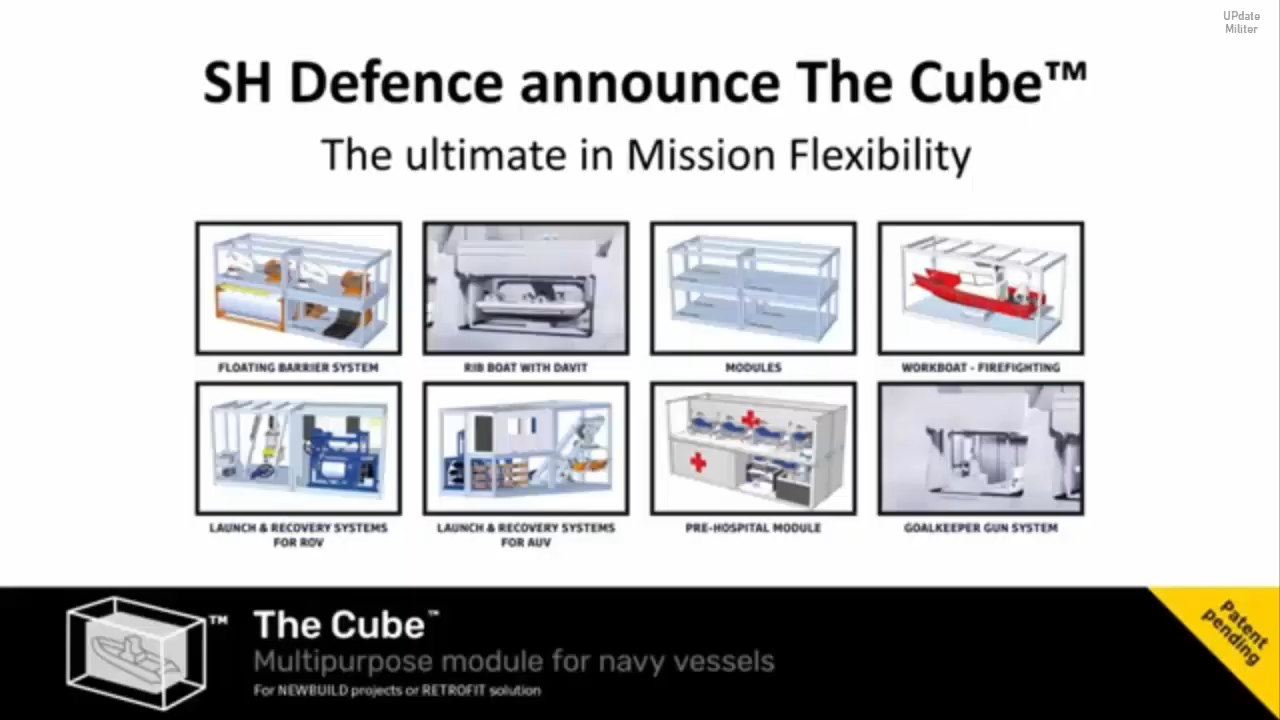 UPdate
Militer
SH Defence announce The Cube™
The ultimate in Mission Flexibility
FLOATING BARRIER SYSTEM
RIB BOAT WITH DAVIT
MODULES
WORKBOAT - FIREFIGHTING
LAUNCH & RECOVERY SYSTEMS
FOR ROV
LAUNCH & RECOVERY SYSTEMS
FOR AUV
PRE-HOSPITAL MODULE
GOALKEEPER GUN SYSTEM
™
The Cube™
Multipurpose module for navy vessels
For NEWBUILD projects or RETROFIT solution
Patent
pending